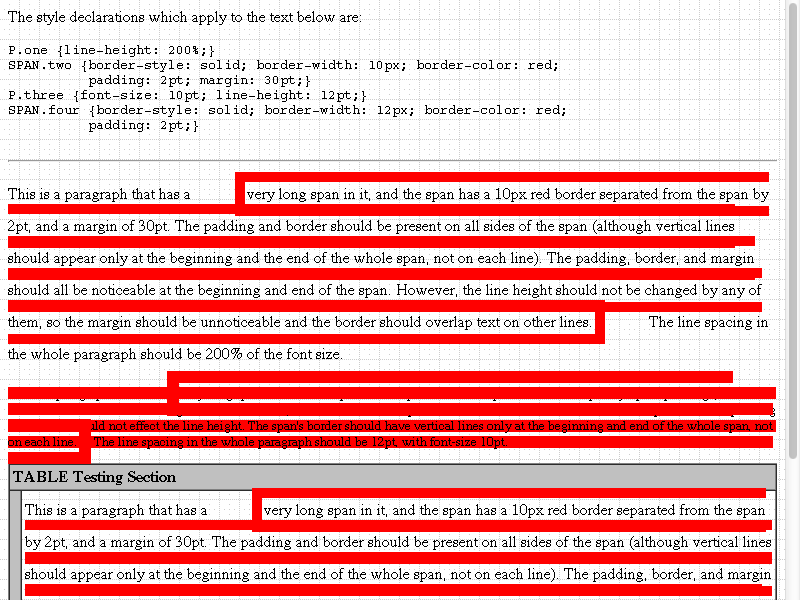 The style declarations which apply to the text below are:
P.one {line-height: 200%;}
SPAN.two {border-style: solid; border-width: 10px; border-color: red;
padding: 2pt; margin: 30pt;}
P.three {font-size: 10pt; line-height: 12pt;}
SPAN.four {border-style: solid; border-width: 12px; border-color: red;
padding: 2pt;}
This is a paragraph that has a very long span in it, and the span has a 10px red border separated from the span by
2pt, and a margin of 30pt. The padding and border should be present on all sides of the span (although vertical lines
should appear only at the beginning and the end of the whole span, not on each line). The padding, border, and margin
should all be noticeable at the beginning and end of the span. However, the line height should not be changed by any of
them, so the margin should be unnoticeable and the border should overlap text on other lines. The line spacing in
the whole paragraph should be 200% of the font size.
not effect the line height. The span's border should have vertical lines only at the beginning and end of the whole span, not
on each line. The line spacing in the whole paragraph should be 12pt, with font-size 10pt.
TABLE Testing Section
This is a paragraph that has a very long span in it, and the span has a 10px red border separated from the span
by 2pt, and a margin of 30pt. The padding and border should be present on all sides of the span (although vertical lines
should appear only at the beginning and the end of the whole span, not on each line). The padding, border, and margin